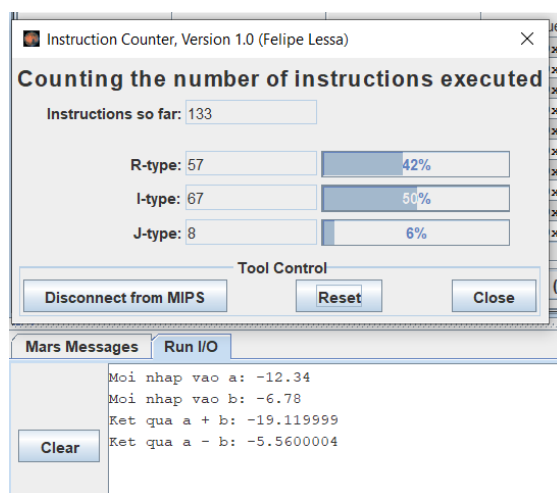 Instruction Counter, Version 1.0 (Felipe Lessa)
Counting the number of instructions executed
Instructions so far: 133
R-type: 57 42%
I-type: 67 50%
J-type: 8 6%
Tool Control
Disconnect from MIPS Reset Close
Mars Messages Run I/O
Clear
Moi nhap vao a: -12.34
Moi nhap vao b: -6.78
Ket qua a + b: -19.119999
Ket qua a - b: -5.5600004